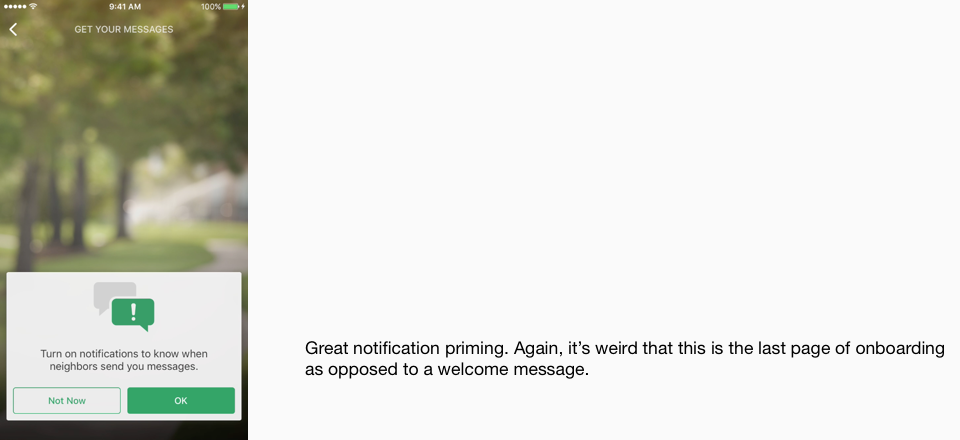 9:41 AM
100%
GET YOUR MESSAGES
!
Turn on notifications to know when
neighbors send you messages.
Not Now
OK
Great notification priming. Again, it’s weird that this is the last page of onboarding
as opposed to a welcome message.